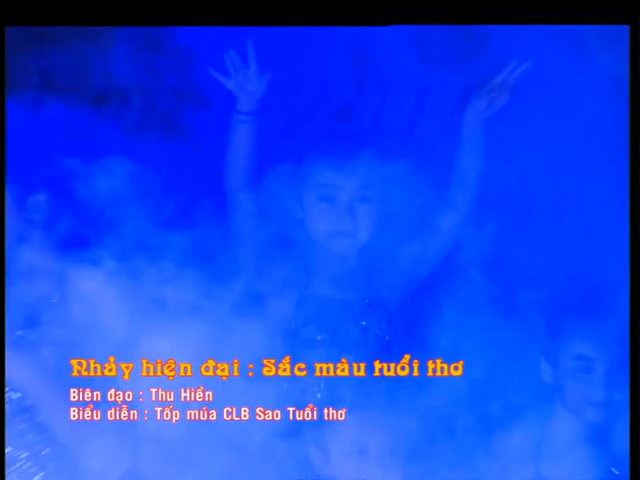 Nhảy hiện đại : Sắc màu tuổi thơ
Biên đạo : Thu Hiền
Biểu diễn : Tốp múa CLB Sao Tuổi thơ